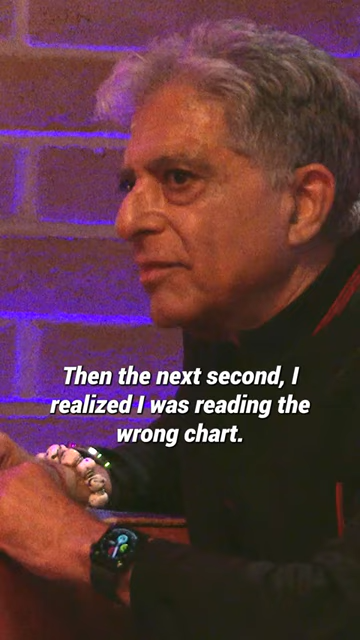 Then the next second, I
realized I was reading the
wrong chart.